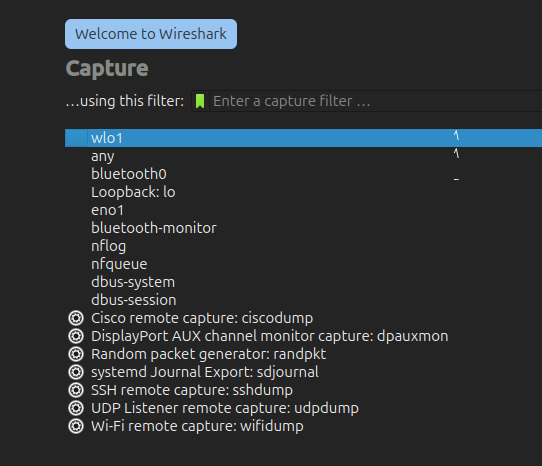 Welcome to Wireshark
Capture
...using this filter: Enter a capture filter ...
wlo1
any
bluetooth0
Loopback: lo
eno1
bluetooth-monitor
nflog
nfqueue
dbus-system
dbus-session
Cisco remote capture: ciscodump
DisplayPort AUX channel monitor capture: dpauxmon
Random packet generator: randpkt
systemd Journal Export: sdjournal
SSH remote capture: sshdump
UDP Listener remote capture: udpdump
Wi-Fi remote capture: wifidump